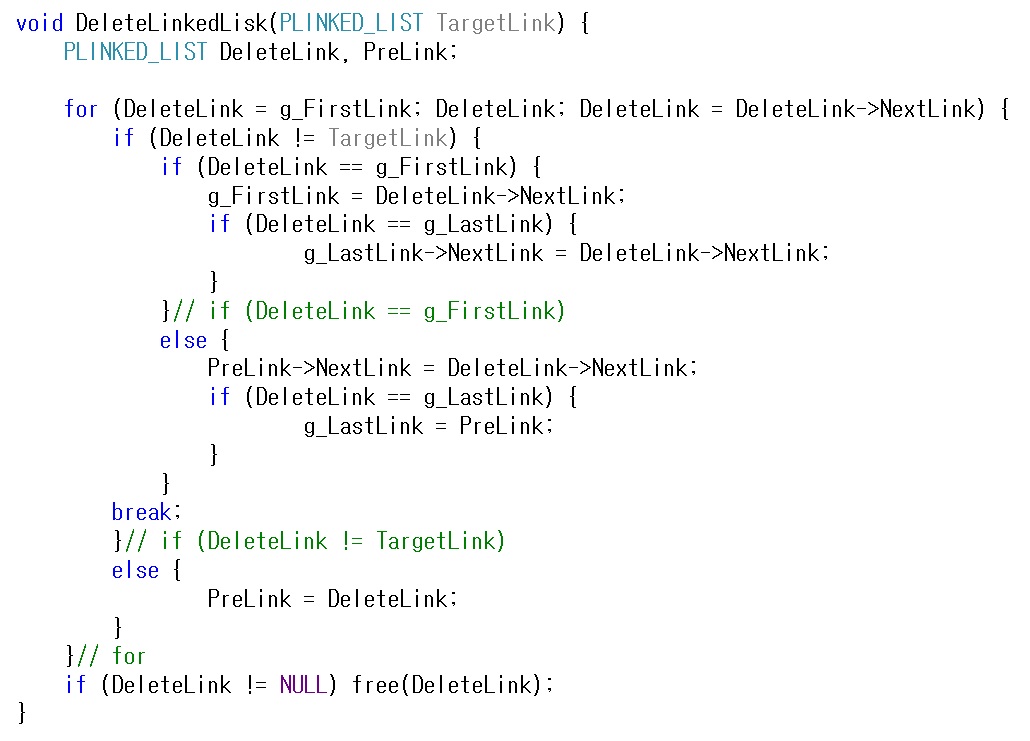 void DeleteLinkedLisk(PLINKED_LIST TargetLink) {
    PLINKED_LIST DeleteLink, PreLink;
    for (DeleteLink = g_FirstLink; DeleteLink; DeleteLink = DeleteLink->NextLink) {
        if (DeleteLink != TargetLink) {
            if (DeleteLink == g_FirstLink) {
                g_FirstLink = DeleteLink->NextLink;
                if (DeleteLink == g_LastLink) {
                        g_LastLink->NextLink = DeleteLink->NextLink;
                }
            }// if (DeleteLink == g_FirstLink)
            else {
                PreLink->NextLink = DeleteLink->NextLink;
                if (DeleteLink == g_LastLink) {
                        g_LastLink = PreLink;
                }
            }
        break;
        }// if (DeleteLink != TargetLink)
        else {
                PreLink = DeleteLink;
        }
    }// for
    if (DeleteLink != NULL) free(DeleteLink);
}